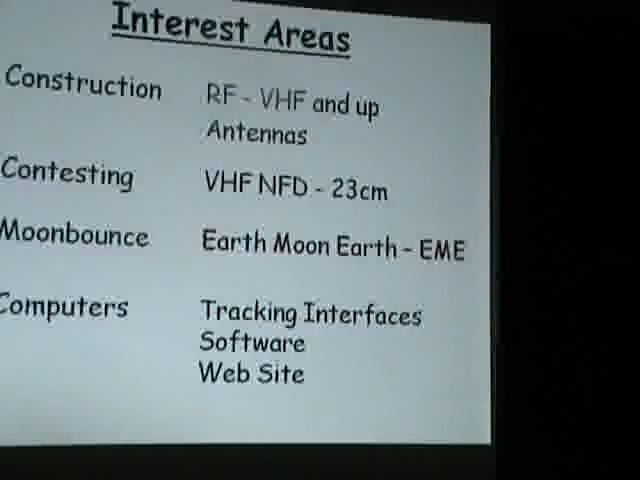 Interest Areas
Construction RF - VHF and up
Antennas
Contesting VHF NFD - 23cm
Moonbounce Earth Moon Earth - EME
Computers Tracking Interfaces
Software
Web Site